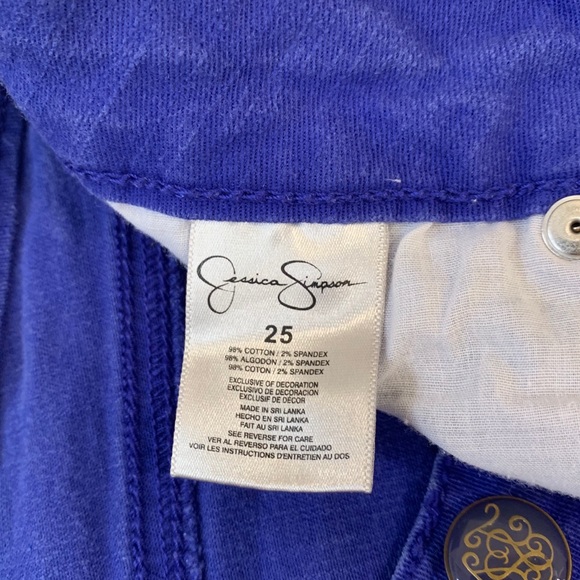 Jessica Simpson
25
98% COTTON / 2% SPANDEX
98% ALGODON / 2% SPANDEX
98% COTON / 2% SPANDEX
EXCLUSIVE OF DECORATION
EXCLUSIVO DE DECORACION
EXCLUSIF DE DÉCOR
MADE IN SRI LANKA
HECHO EN SRI LANKA
FAIT AU SRI LANKA
SEE REVERSE FOR CARE
VER AL REVERSO PARA EL CUIDADO
VOIR LES INSTRUCTIONS D'ENTRETIEN AU DOS